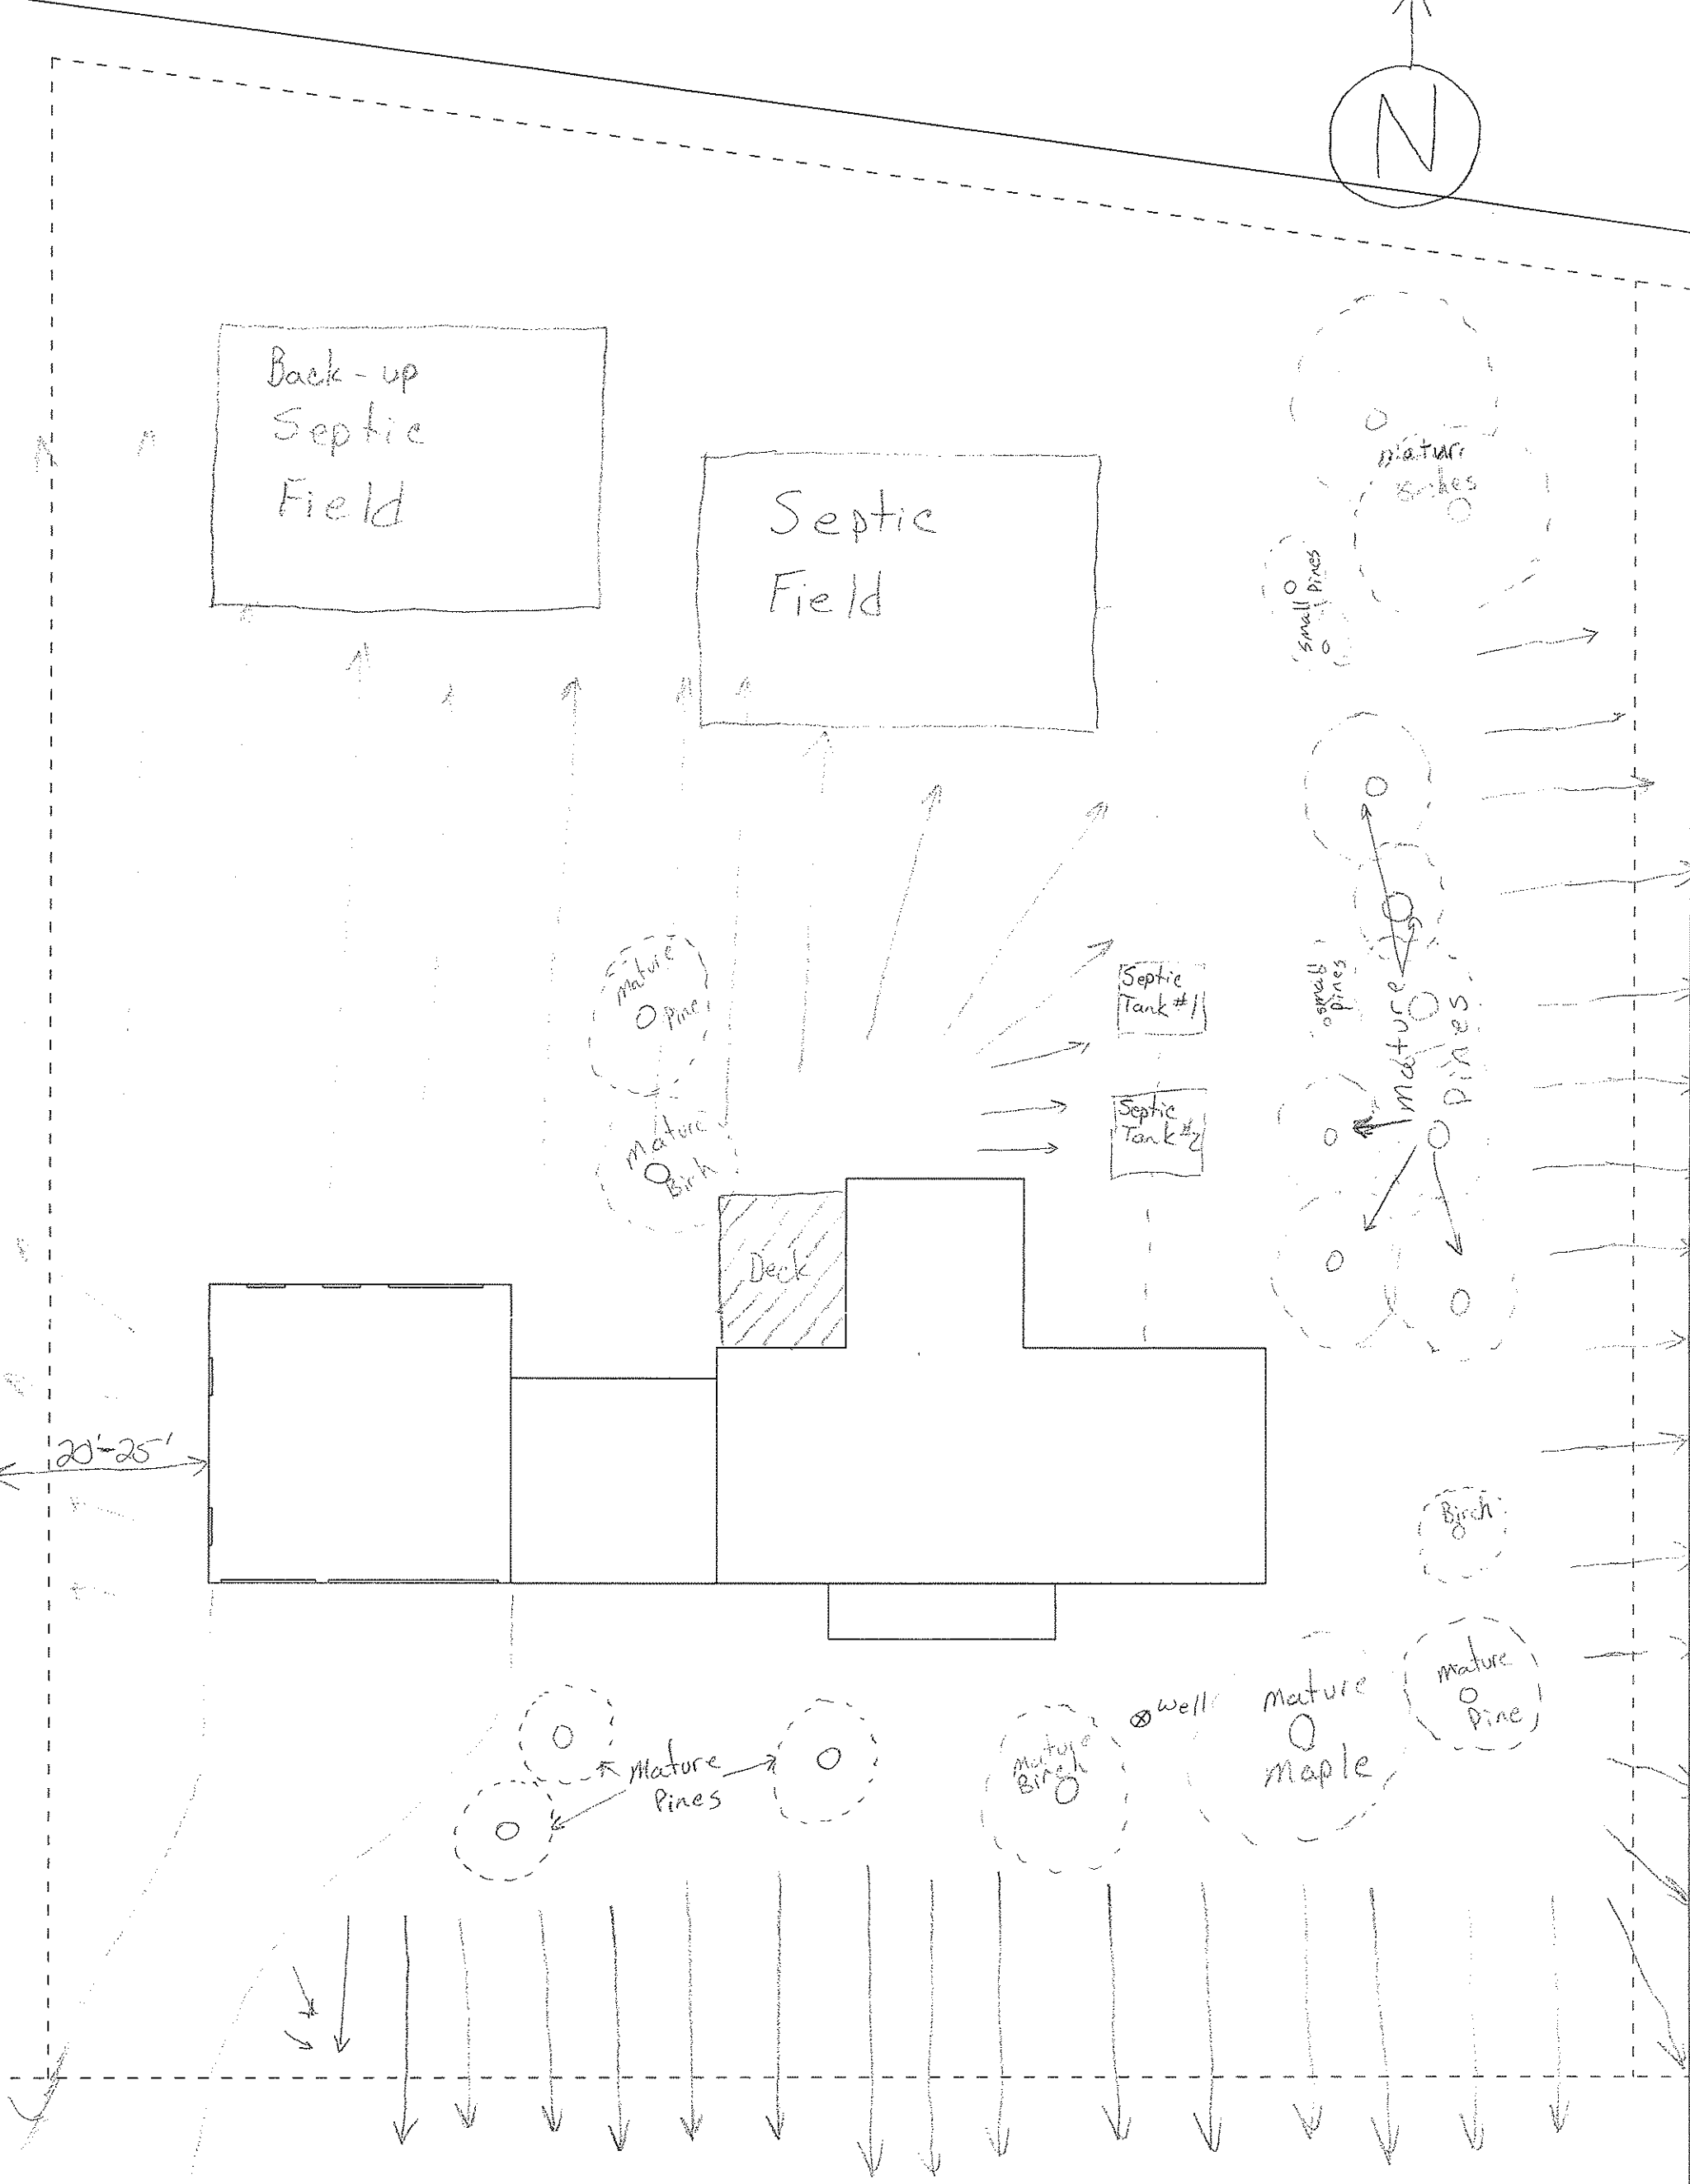 N
Back-up
Septic
Field
Septic
Field
Mature
small pines
Mature
Pine
Septic
Tank #1
small
pines
Mature
Pines
Mature
Birh
Septic
Tank #2
Deck
20'-25'
Birch
Mature
Pine
Well
Mature
Maple
Mature
Pines
Mature
Birch